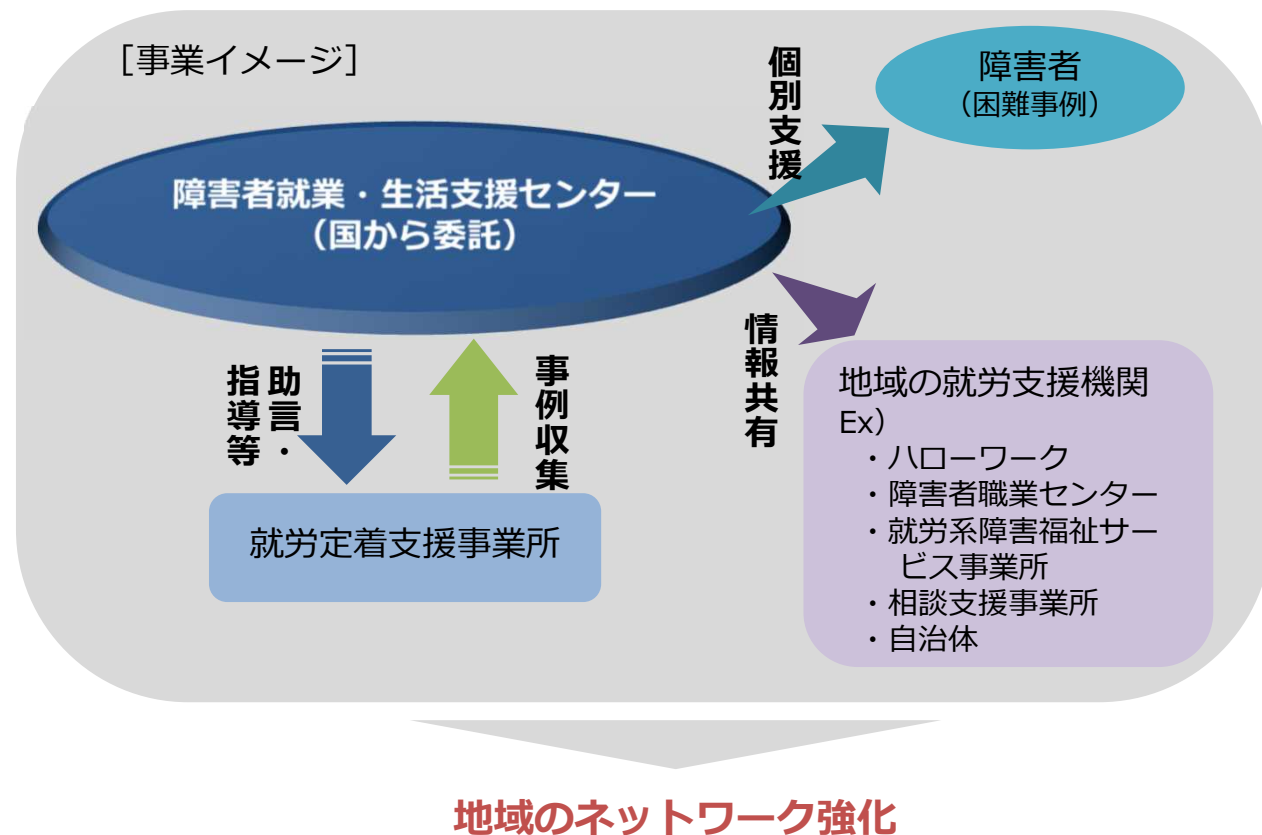 ［事業イメージ］
個別支援
障害者
（困難事例）
障害者就業・生活支援センター
（国から委託）
助言・
指導等
事例収集
情報共有
就労定着支援事業所
地域の就労支援機関
Ex）
・ハローワーク
・障害者職業センター
・就労系障害福祉サー
ビス事業所
・相談支援事業所
・自治体
地域のネットワーク強化